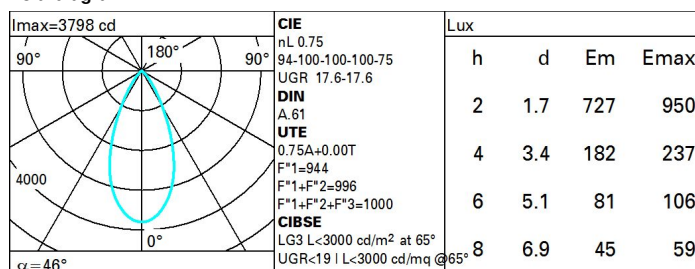 Imax=3798 cd
90° 180° 90°
4000
0°
α=46°
CIE
nL 0.75
94-100-100-100-75
UGR 17.6-17.6
DIN
A.61
UTE
0.75A+0.00T
F"1=944
F"1+F"2=996
F"1+F"2+F"3=1000
CIBSE
LG3 L<3000 cd/m² at 65°
UGR<19 | L<3000 cd/mq @65°
Lux
h d Em Emax
2 1.7 727 950
4 3.4 182 237
6 5.1 81 106
8 6.9 45 59